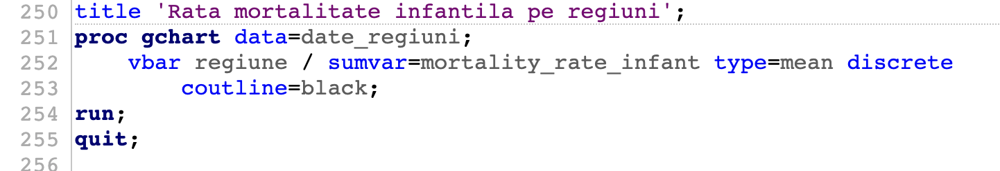 250 title 'Rata mortalitate infantila pe regiuni';
251 proc gchart data=date_regiuni;
252     vbar regiune / sumvar=mortality_rate_infant type=mean discrete
253         coutline=black;
254 run;
255 quit;
256